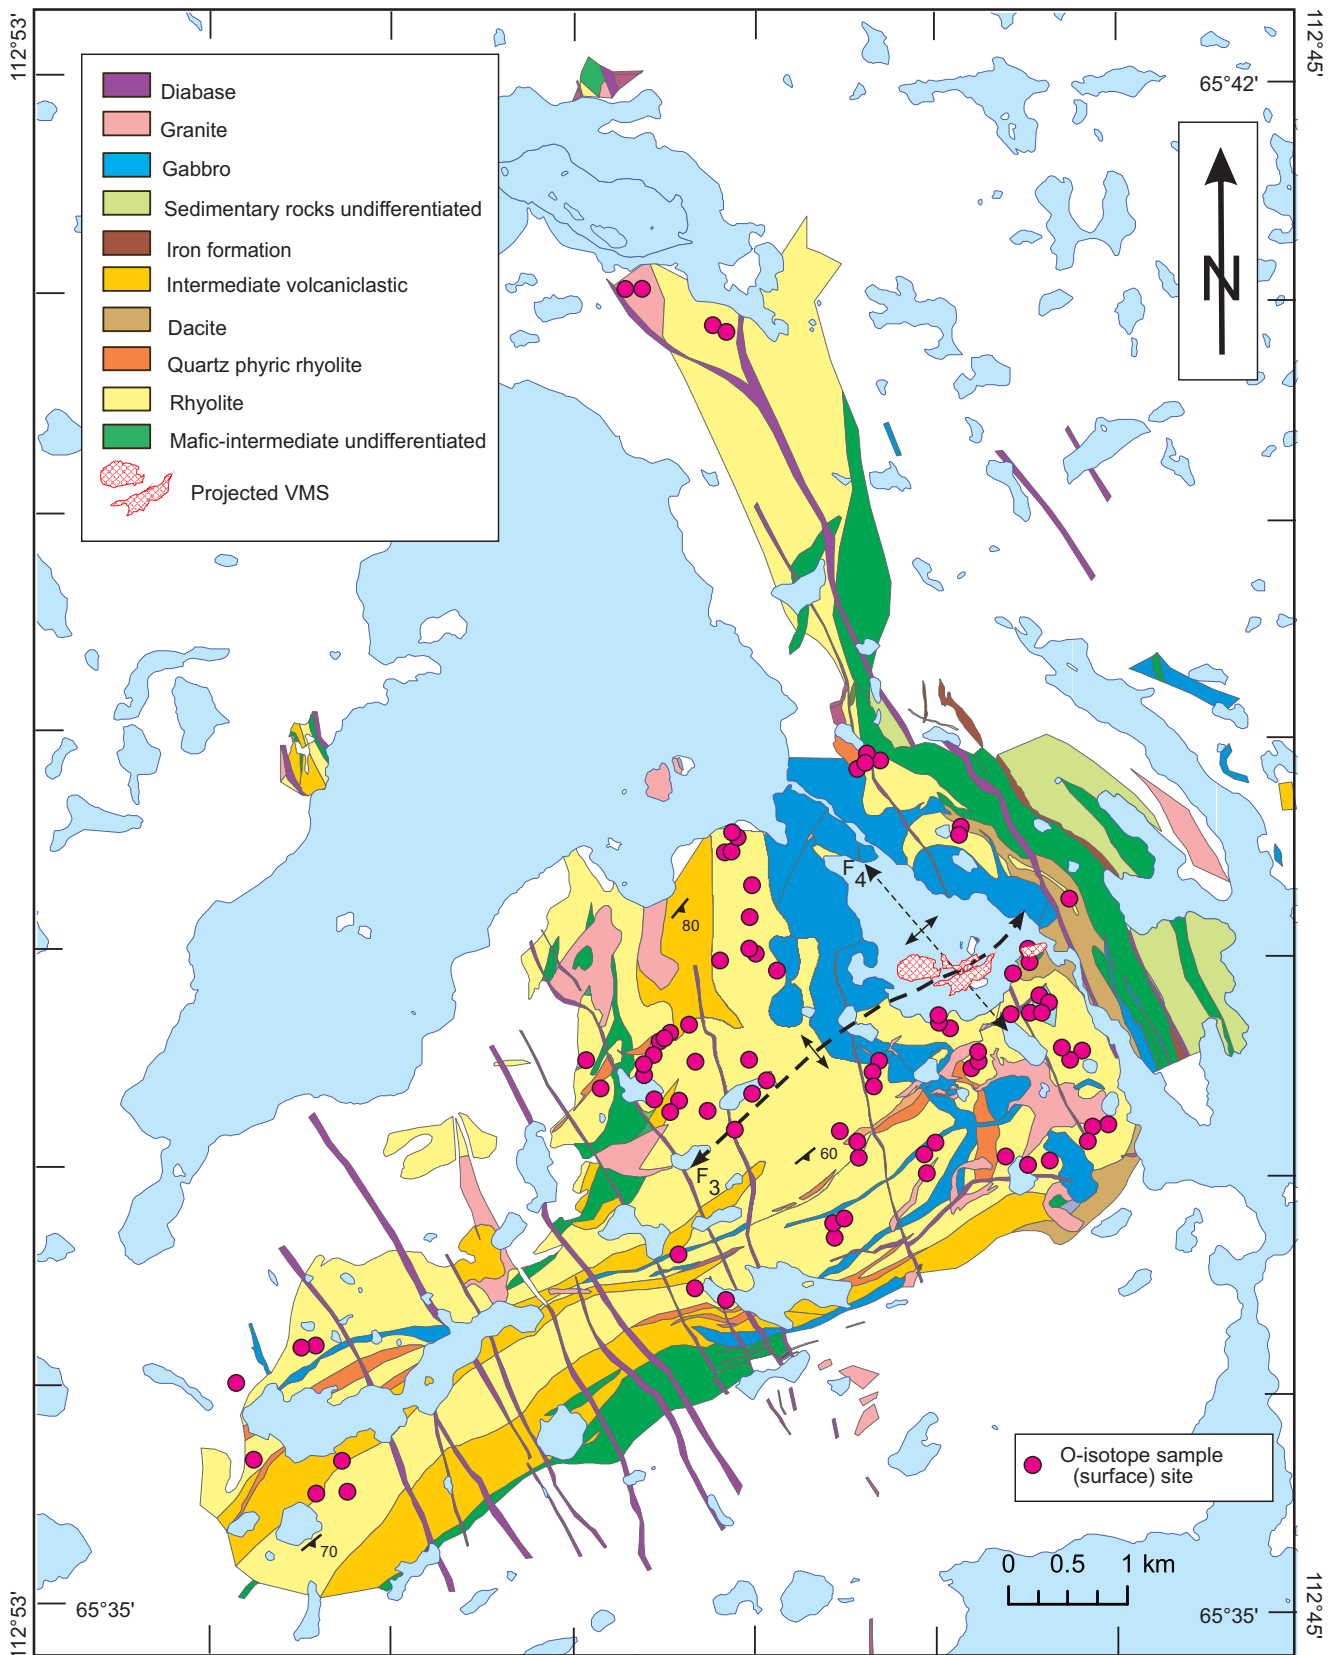 112°53'
112°45'
65°42'
Diabase
Granite
Gabbro
Sedimentary rocks undifferentiated
Iron formation
Intermediate volcaniclastic
Dacite
Quartz phyric rhyolite
Rhyolite
Mafic-intermediate undifferentiated
Projected VMS
N
F4
80
60
F3
70
O-isotope sample
(surface) site
0 0.5 1 km
112°53'
65°35'
65°35'
112°45'